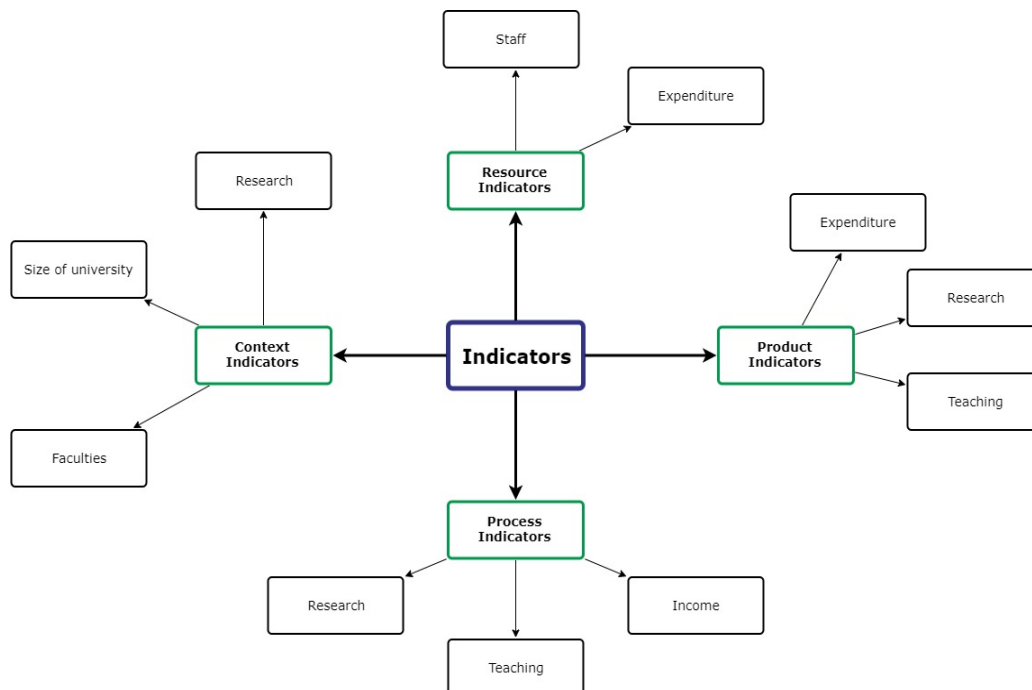 Staff
Expenditure
Resource
Indicators
Research
Expenditure
Size of university
Research
Context
Indicators
Indicators
Product
Indicators
Teaching
Faculties
Process
Indicators
Research
Income
Teaching